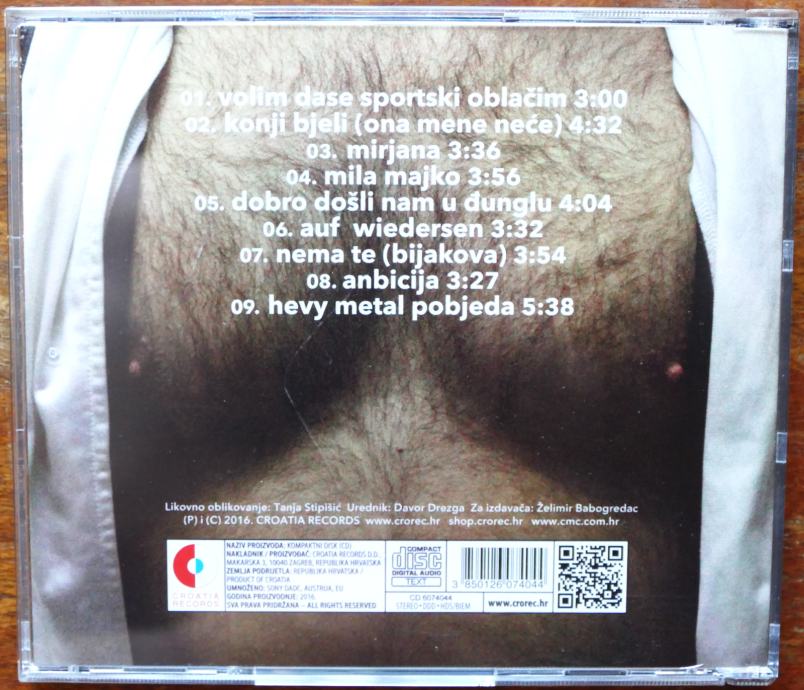 01. volim dase sportski oblačim 3:00
02. konji bjeli (ona mene neće) 4:32
03. mirjana 3:36
04. mila majko 3:56
05. dobro došli nam u đunglu 4:04
06. auf wiedersen 3:32
07. nema te (bijakova) 3:54
08. anbicija 3:27
09. hevy metal pobjeda 5:38
Likovno oblikovanje: Tanja Stipišić Urednik: Davor Drezga Za izdavača: Želimir Babogredac
(P) i (C) 2016. CROATIA RECORDS www.crorec.hr shop.crorec.hr www.cmc.com.hr
CROATIA
RECORDS
NAZIV PROIZVODA: KOMPAKTNI DISK (CD)
NAKLADNIK / PROIZVOĐAČ: CROATIA RECORDS D.D.
MAKARSKA 3, 10040 ZAGREB, REPUBLIKA HRVATSKA
ZEMLJA PODRIJETLA: REPUBLIKA HRVATSKA /
PRODUCT OF CROATIA
UMNOŽENO: SONY DADC, AUSTRIJA, EU
GODINA PROIZVODNJE: 2016.
SVA PRAVA PRIDRŽANA – ALL RIGHTS RESERVED
COMPACT
disc
DIGITAL AUDIO
TEXT
CD 6074044
STEREO • DDD • HDS/BIEM
3 850126 074044
www.crorec.hr